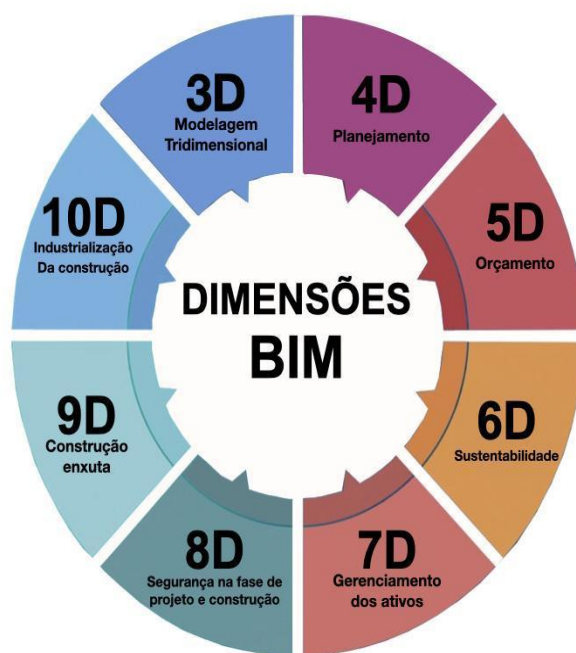 3D
Modelagem
Tridimensional
4D
Planejamento
5D
Orçamento
6D
Sustentabilidade
7D
Gerenciamento
dos ativos
8D
Segurança na fase de
projeto e construção
9D
Construção
enxuta
10D
Industrialização
Da construção
DIMENSÕES
BIM